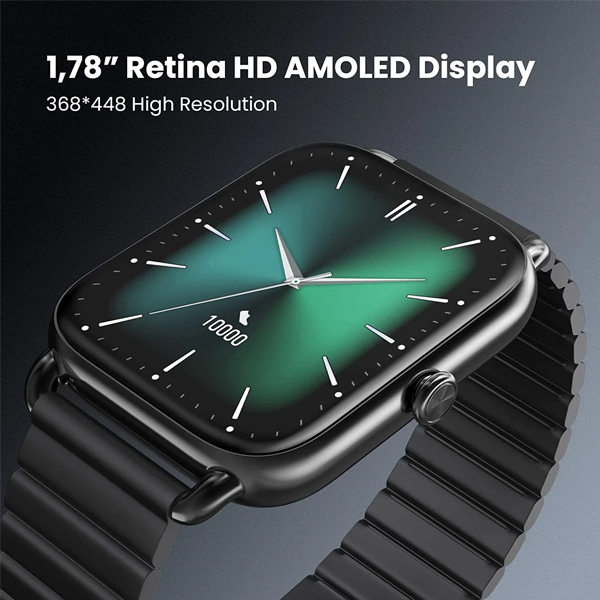 1,78” Retina HD AMOLED Display
368*448 High Resolution
10000